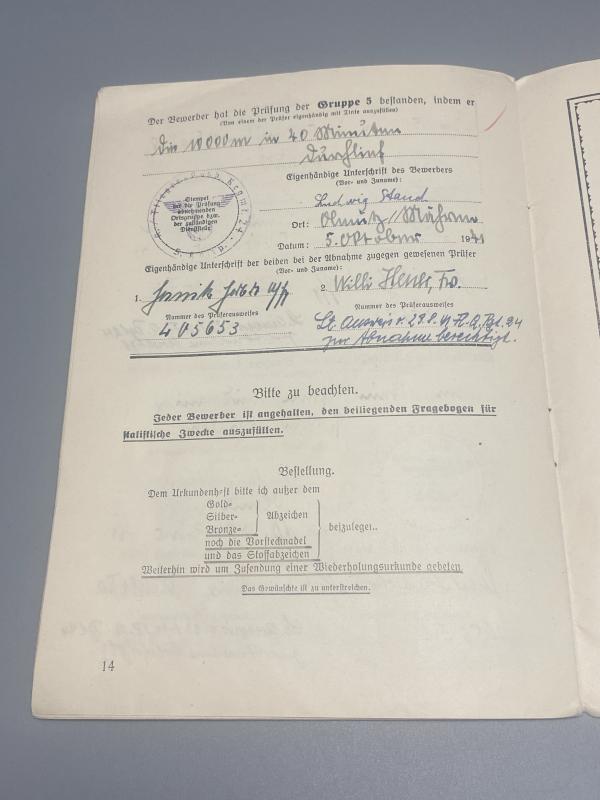 Der Bewerber hat die Prüfung der Gruppe 5 bestanden, indem er
(Von einem der Prüfer eigenhändig mit Tinte auszufüllen)
die 10000 m in 40 Minuten
durchlief
Eigenhändige Unterschrift des Bewerbers
(Vor- und Zuname):
Ludwig
Ort: Olmütz // Mähren
Datum: 5. Oktober 1941
Stempel
der die Prüfung
abnehmenden
Ortsgruppe bzw.
der zuständigen
Dienststelle
Eigenhändige Unterschrift der beiden bei der Abnahme zugegen gewesenen Prüfer
(Vor- und Zuname):
1.
2. Willi
Nummer des Prüferausweises
405653
Nummer des Prüferausweises
Lt. Ausweis v.
zur Abnahme berechtigt.
Bitte zu beachten.
Jeder Bewerber ist angehalten, den beiliegenden Fragebogen für
statistische Zwecke auszufüllen.
Bestellung.
Dem Urkundenheft bitte ich außer dem
Gold-
Silber- Abzeichen
Bronze- beizulegen..
noch die Vorstecknadel
und das Stoffabzeichen
Weiterhin wird um Zusendung einer Wiederholungsurkunde gebeten
Das Gewünschte ist zu unterstreichen.
14